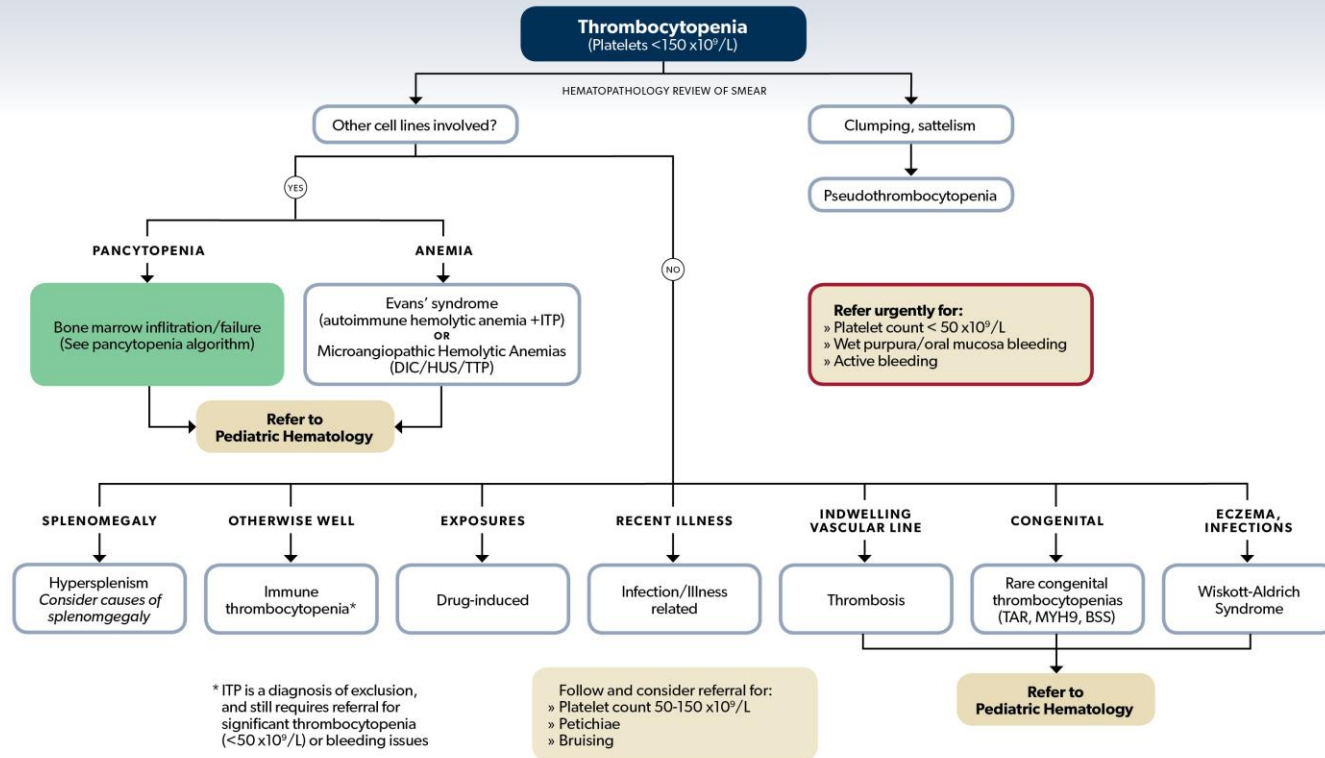 Thrombocytopenia
(Platelets <150 x10⁹/L)
HEMATOPATHOLOGY REVIEW OF SMEAR
Other cell lines involved?
Clumping, sattelism
Pseudothrombocytopenia
YES
NO
PANCYTOPENIA
ANEMIA
Bone marrow inflitration/failure
(See pancytopenia algorithm)
Evans’ syndrome
(autoimmune hemolytic anemia +ITP)
OR
Microangiopathic Hemolytic Anemias
(DIC/HUS/TTP)
Refer to
Pediatric Hematology
Refer urgently for:
» Platelet count < 50 x10⁹/L
» Wet purpura/oral mucosa bleeding
» Active bleeding
SPLENOMEGALY
OTHERWISE WELL
EXPOSURES
RECENT ILLNESS
INDWELLING
VASCULAR LINE
CONGENITAL
ECZEMA,
INFECTIONS
Hypersplenism
Consider causes of
splenomgegaly
Immune
thrombocytopenia*
Drug-induced
Infection/Illness
related
Thrombosis
Rare congenital
thrombocytopenias
(TAR, MYH9, BSS)
Wiskott-Aldrich
Syndrome
* ITP is a diagnosis of exclusion,
and still requires referral for
significant thrombocytopenia
(<50 x10⁹/L) or bleeding issues
Follow and consider referral for:
» Platelet count 50-150 x10⁹/L
» Petichiae
» Bruising
Refer to
Pediatric Hematology